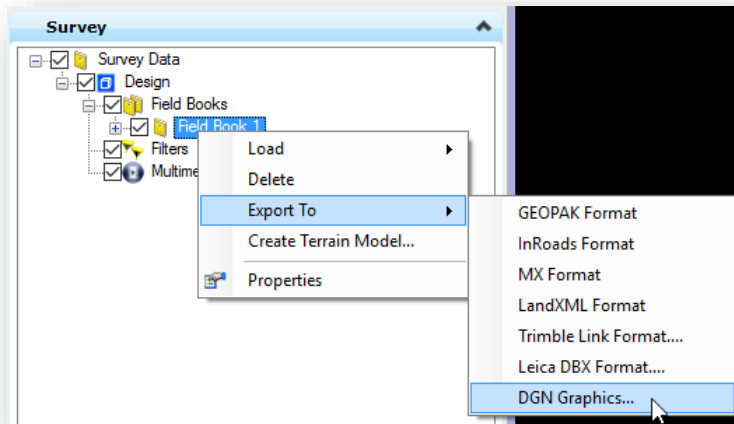 Survey
Survey Data
Design
Field Books
Field Book 1
Filters
Multime
Load
Delete
Export To
Create Terrain Model...
Properties
GEOPAK Format
InRoads Format
MX Format
LandXML Format
Trimble Link Format....
Leica DBX Format....
DGN Graphics...